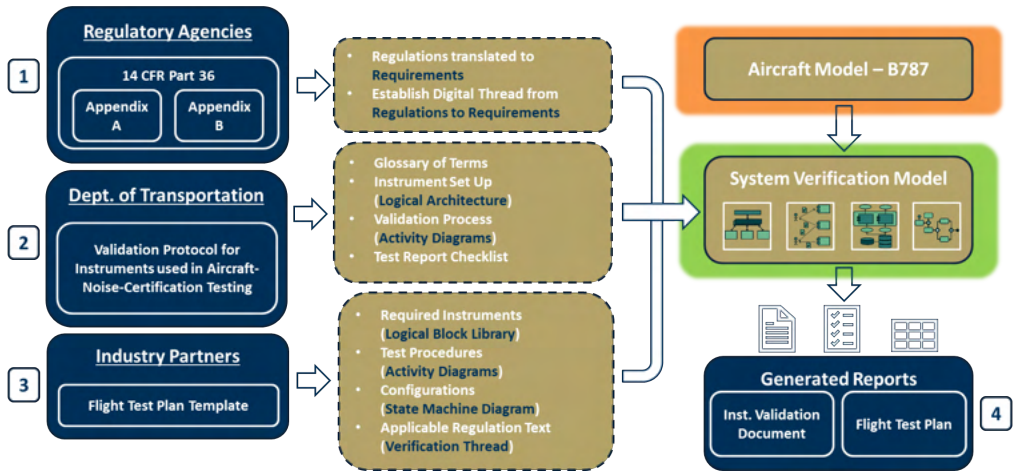 Regulatory Agencies
1
14 CFR Part 36
Appendix
A
Appendix
B
• Regulations translated to
Requirements
• Establish Digital Thread from
Regulations to Requirements
Aircraft Model – B787
Dept. of Transportation
2
Validation Protocol for
Instruments used in Aircraft-
Noise-Certification Testing
• Glossary of Terms
• Instrument Set Up
(Logical Architecture)
• Validation Process
(Activity Diagrams)
• Test Report Checklist
System Verification Model
Industry Partners
3
Flight Test Plan Template
• Required Instruments
(Logical Block Library)
• Test Procedures
(Activity Diagrams)
• Configurations
(State Machine Diagram)
• Applicable Regulation Text
(Verification Thread)
Generated Reports
Inst. Validation
Document
Flight Test Plan
4